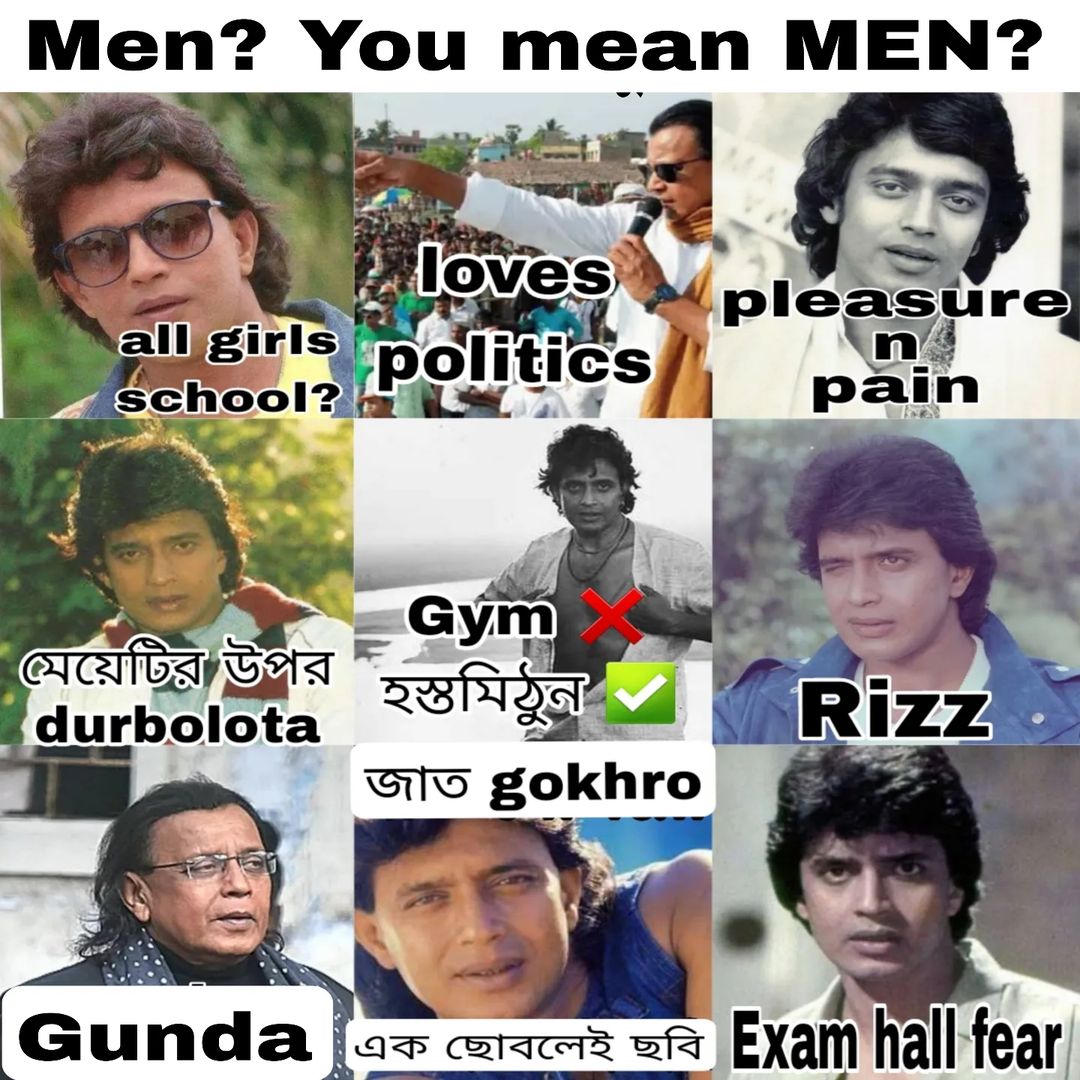 Men? You mean MEN?
all girls
school?
loves
politics
pleasure
n
pain
মেয়েটির উপর
durbolota
Gym ❌
হস্তমিঠুন ✅
Rizz
Gunda
জাত gokhro
এক ছোবলেই ছবি
Exam hall fear